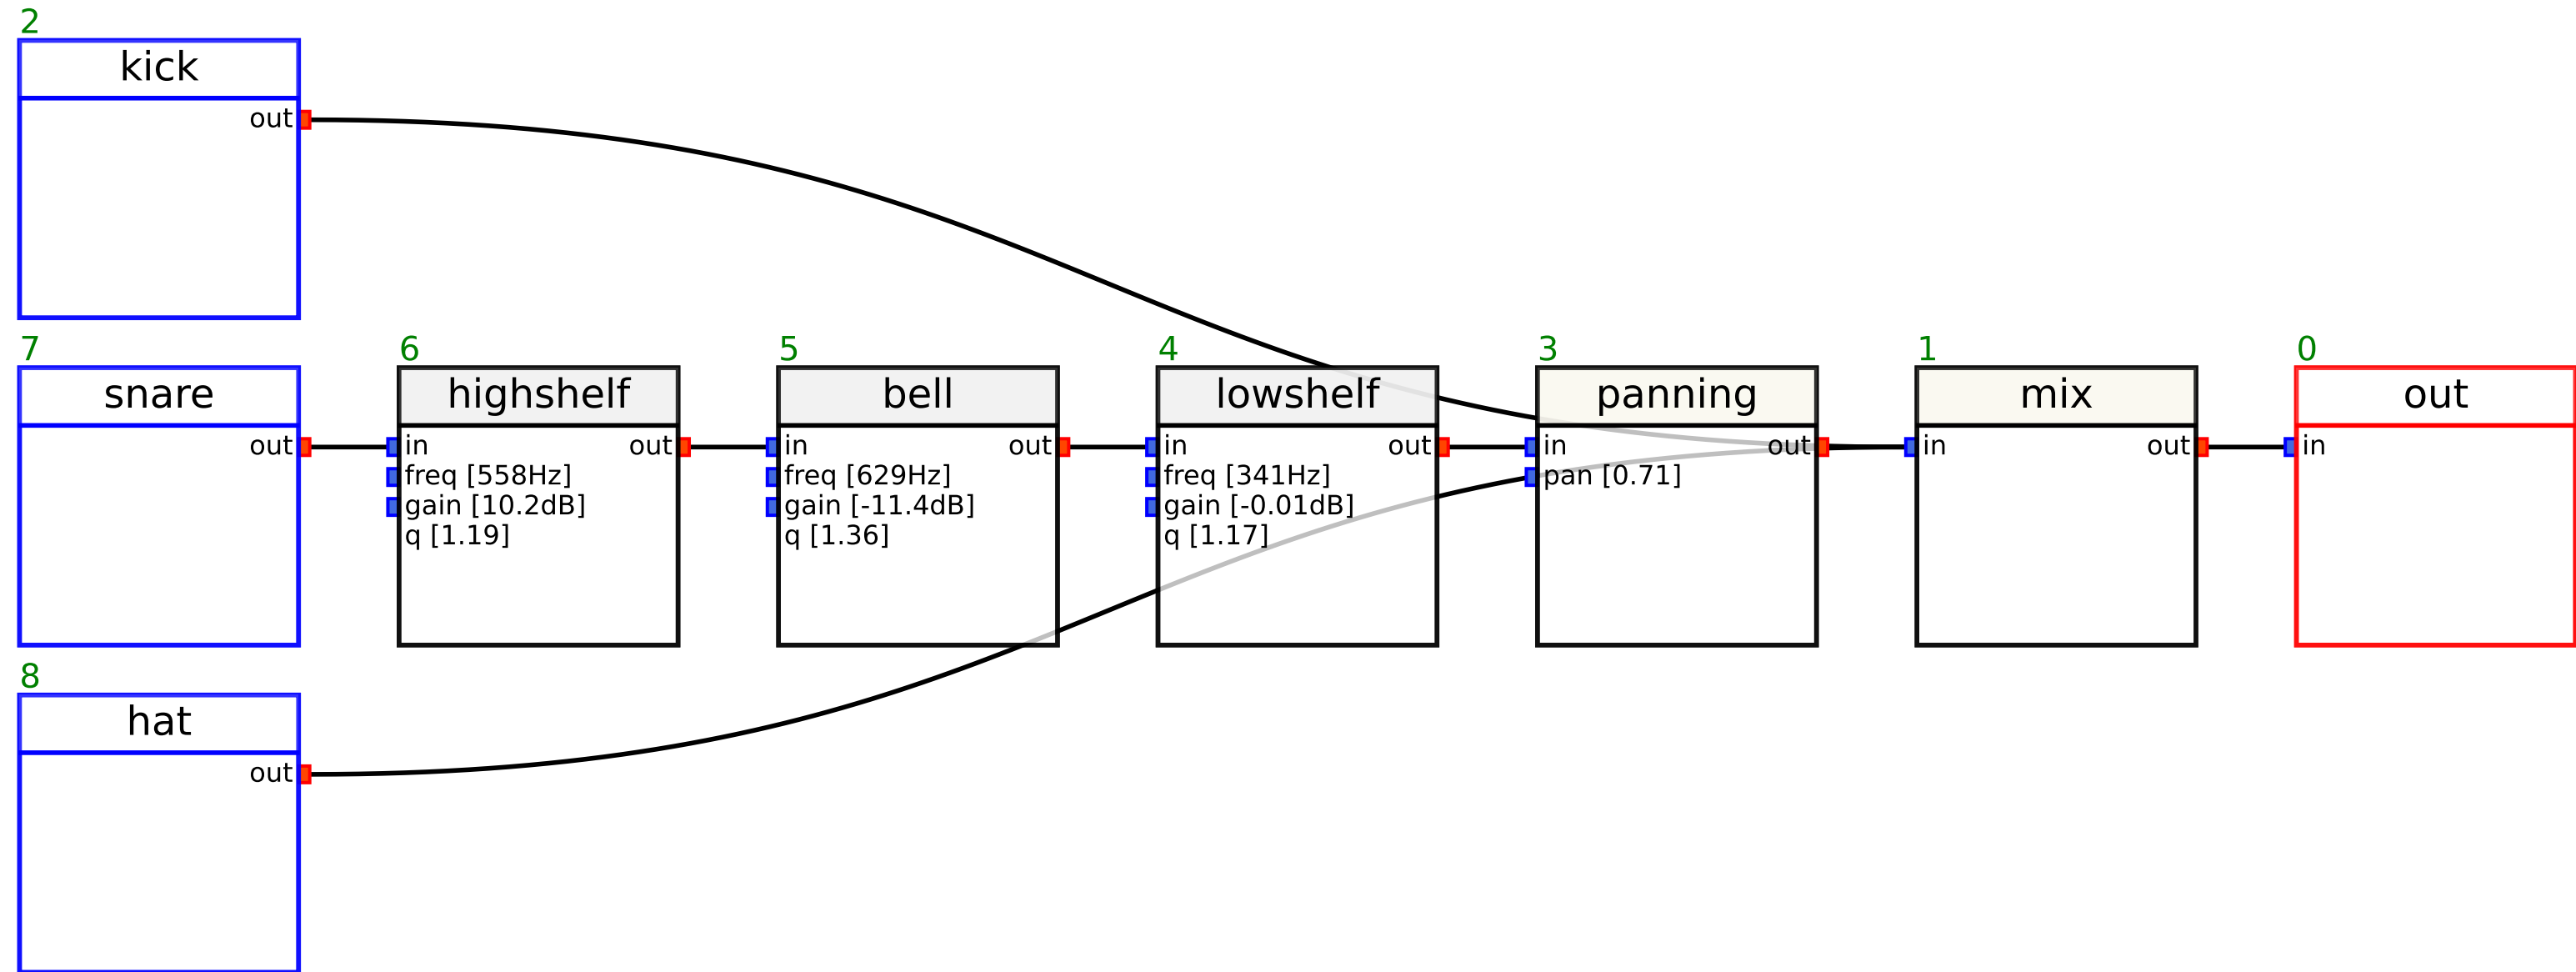 2
kick
out
7
snare
out
6
highshelf
in out
freq [558Hz]
gain [10.2dB]
q [1.19]
5
bell
in out
freq [629Hz]
gain [-11.4dB]
q [1.36]
4
lowshelf
in out
freq [341Hz]
gain [-0.01dB]
q [1.17]
3
panning
in out
pan [0.71]
1
mix
in out
0
out
in
8
hat
out